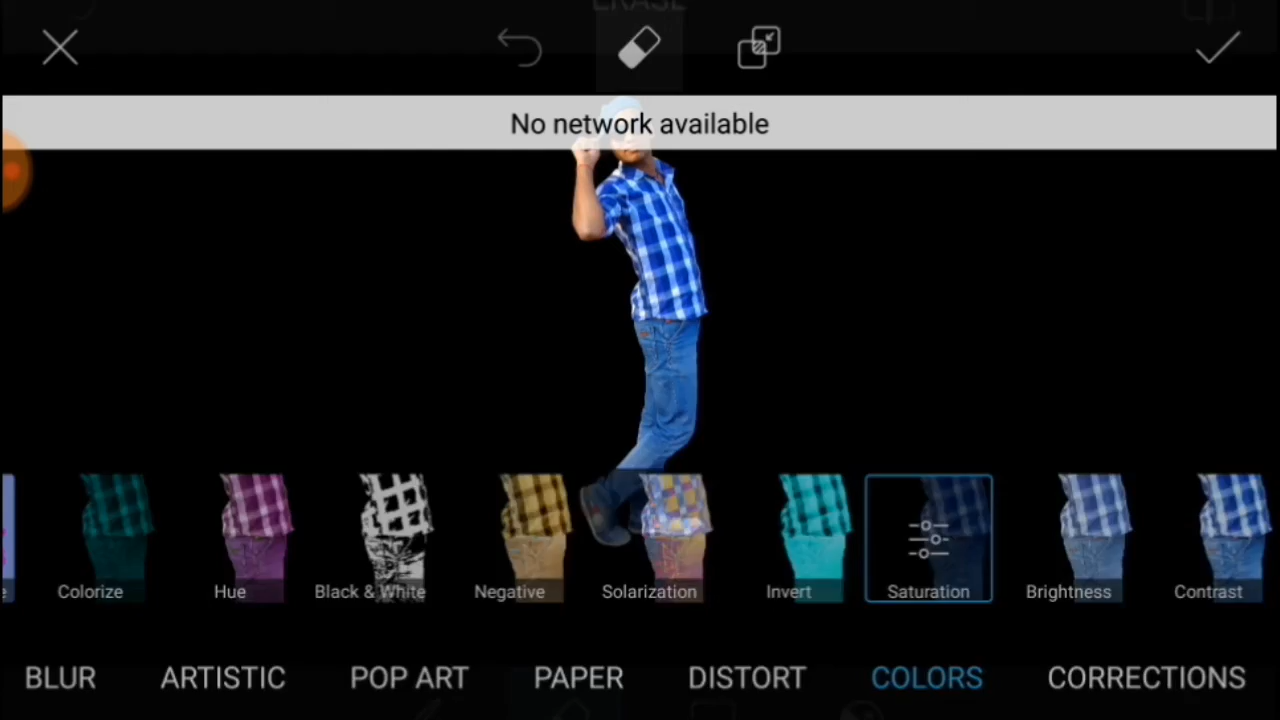 ERASE
No network available
e Colorize Hue Black & White Negative Solarization Invert Saturation Brightness Contrast
BLUR ARTISTIC POP ART PAPER DISTORT COLORS CORRECTIONS